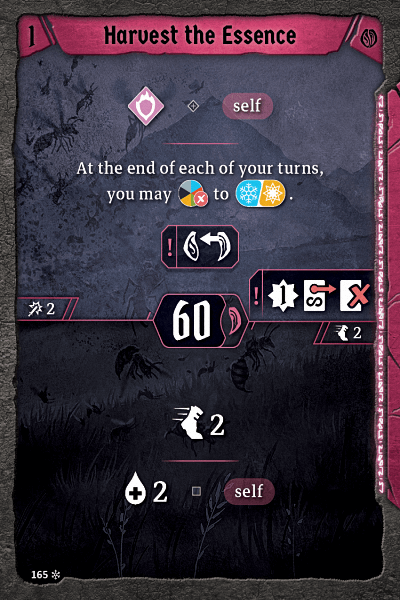 1 Harvest the Essence
self
At the end of each of your turns,
you may to .
!
! 1 S
2 60
2
2
2 self
165